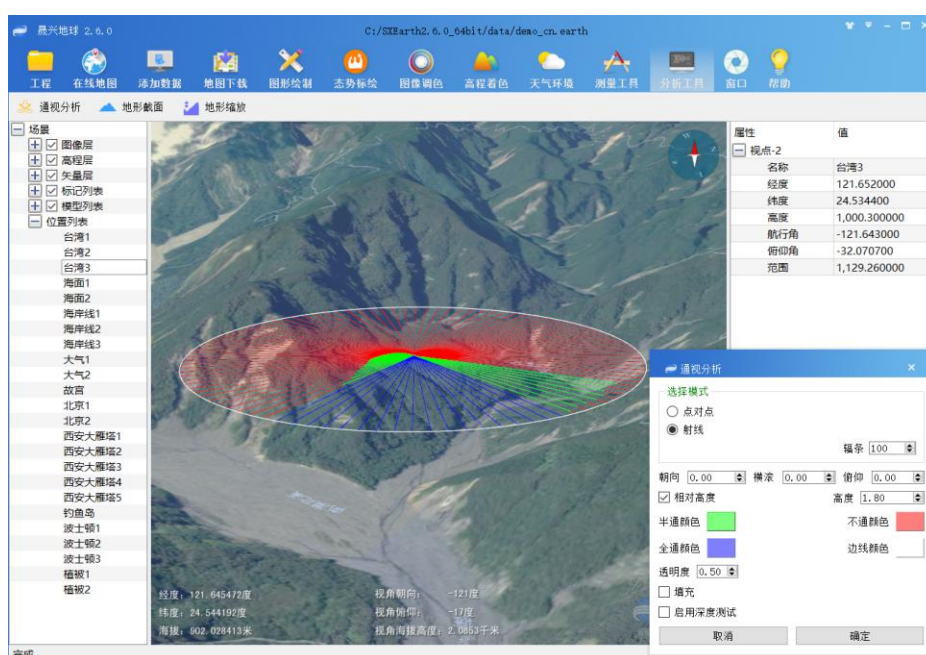 晟兴地球 2.6.0 C:/SXEarth2.6.0_64bit/data/demo_cn.earth
工程 在线地图 添加数据 地图下载 图形绘制 态势标绘 图像调色 高程着色 天气环境 测量工具 分析工具 窗口 帮助
通视分析 地形截面 地形缩放
场景
图像层
高程层
矢量层
标记列表
模型列表
位置列表
台湾1
台湾2
台湾3
海面1
海面2
海岸线1
海岸线2
海岸线3
大气1
大气2
故宫
北京1
北京2
西安大雁塔1
西安大雁塔2
西安大雁塔3
西安大雁塔4
西安大雁塔5
钓鱼岛
波士顿1
波士顿2
波士顿3
植被1
植被2
W
经度: 121.645472度 视角朝向: -121度
纬度: 24.544192度 视角俯仰: -17度
海拔: 902.028413米 视角海拔高度: 2.0853千米
属性 值
视点-2
名称 台湾3
经度 121.652000
纬度 24.534400
高度 1,000.300000
航行角 -121.643000
俯仰角 -32.070700
范围 1,129.260000
通视分析
选择模式
点对点
射线
辐条 100
朝向 0.00 横滚 0.00 俯仰 0.00
相对高度 高度 1.80
半通颜色 不通颜色
全通颜色 边线颜色
透明度 0.50
填充
启用深度测试
取消 确定
完成